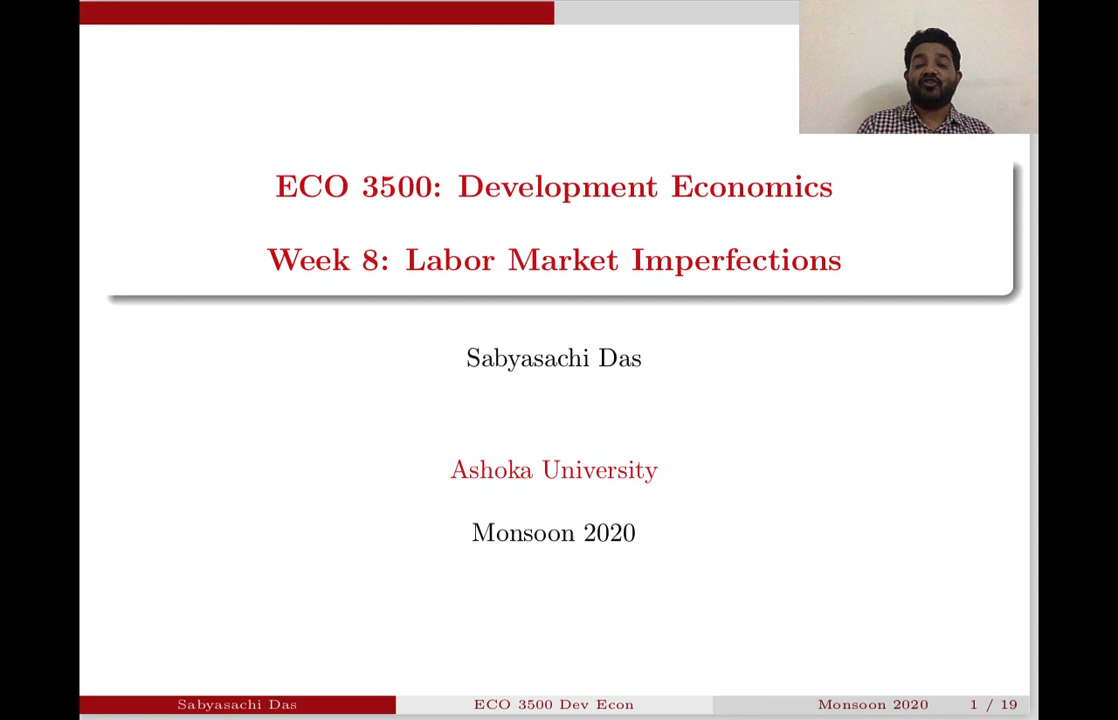 ECO 3500: Development Economics
Week 8: Labor Market Imperfections
Sabyasachi Das
Ashoka University
Monsoon 2020
Sabyasachi Das ECO 3500 Dev Econ Monsoon 2020 1 / 19